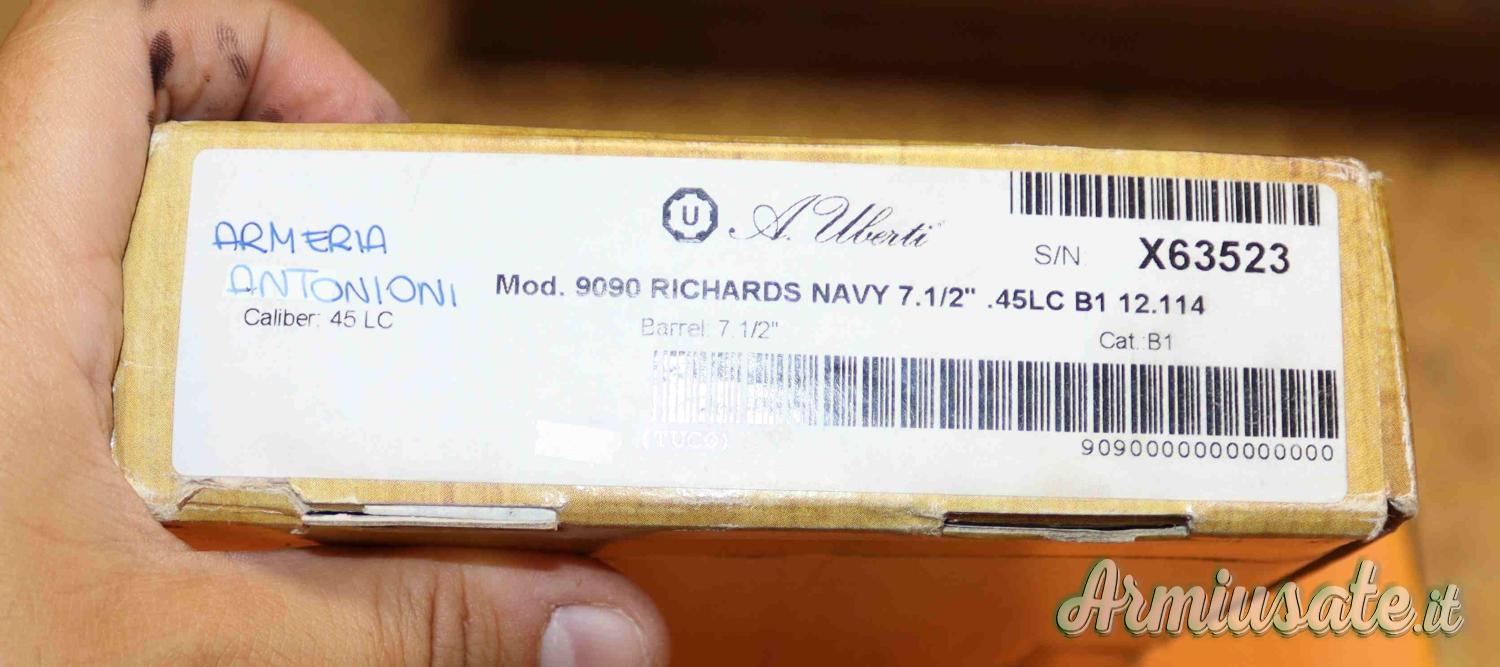 ARMERIA
ANTONIONI
U A. Uberti
S/N X63523
Mod. 9090 RICHARDS NAVY 7.1/2" .45LC B1 12.114
Caliber: 45 LC
Barrel: 7.1/2"
Cat.:B1
(TUCO)
9090000000000000
Armiusate.it